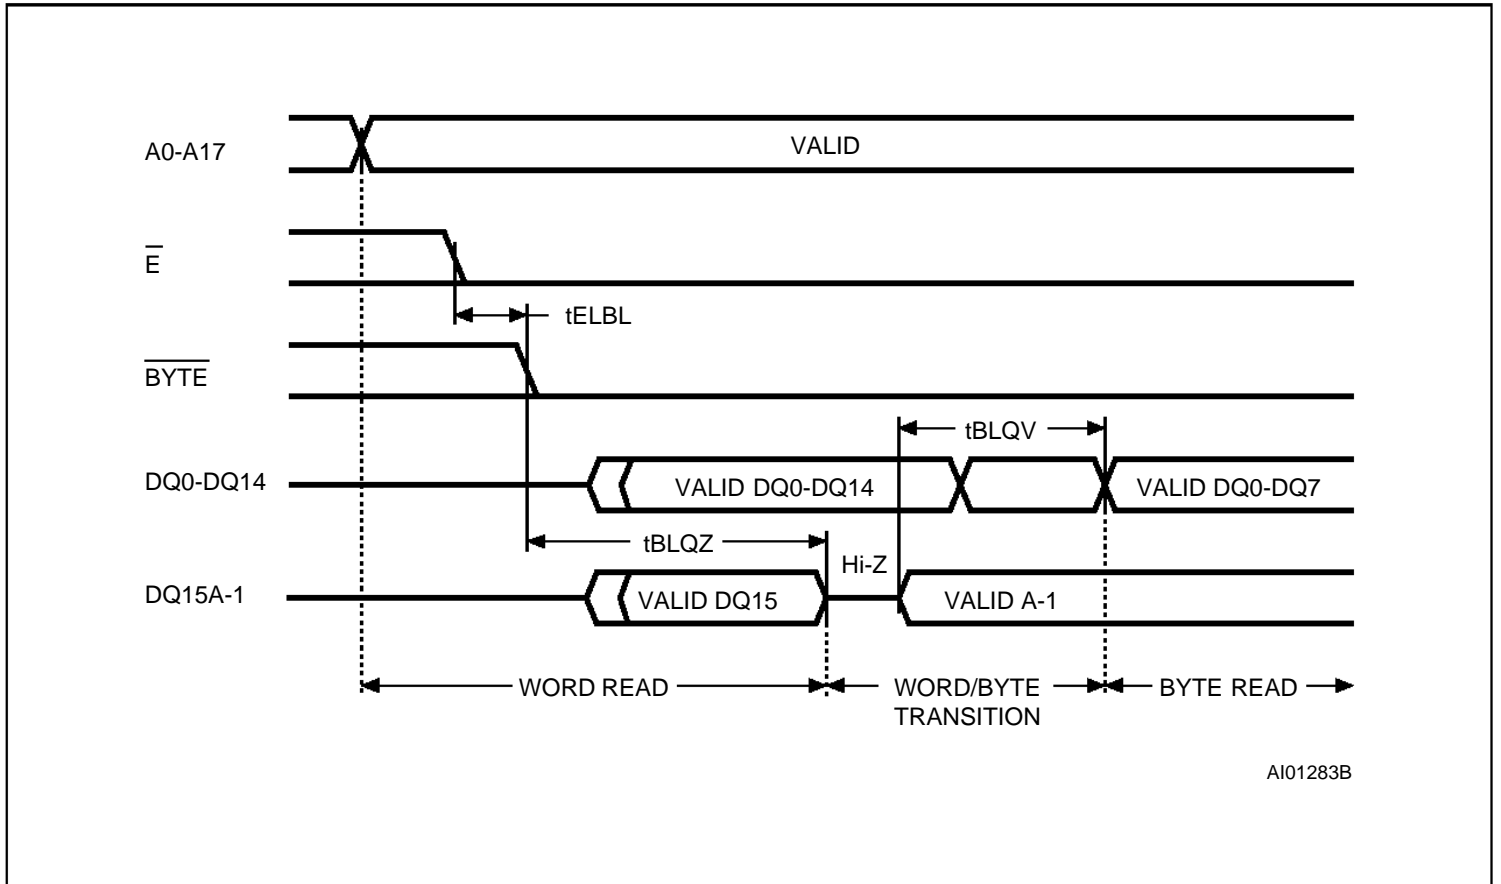 A0-A17
VALID
E
tELBL
BYTE
tBLQV
DQ0-DQ14
VALID DQ0-DQ14
VALID DQ0-DQ7
tBLQZ
Hi-Z
DQ15A-1
VALID DQ15
VALID A-1
WORD READ
WORD/BYTE
TRANSITION
BYTE READ
AI01283B